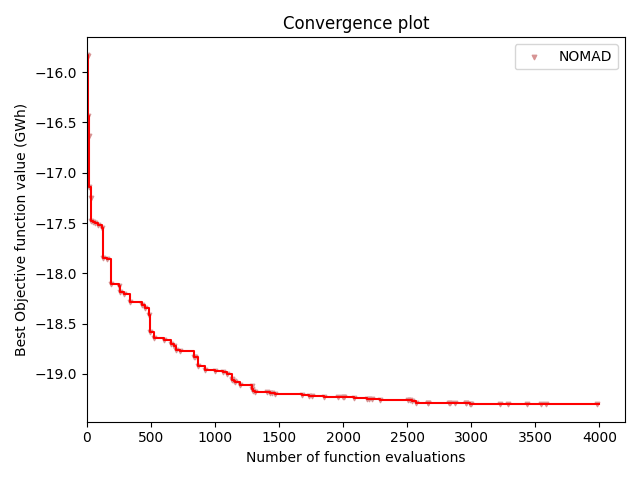 Convergence plot
NOMAD
Best Objective function value (GWh)
−16.0
−16.5
−17.0
−17.5
−18.0
−18.5
−19.0
0 500 1000 1500 2000 2500 3000 3500 4000
Number of function evaluations